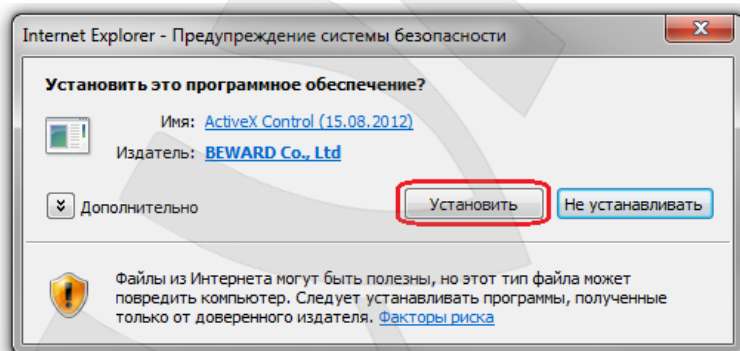 Internet Explorer - Предупреждение системы безопасности
Установить это программное обеспечение?
Имя: ActiveX Control (15.08.2012)
Издатель: BEWARD Co., Ltd
Дополнительно Установить Не устанавливать
Файлы из Интернета могут быть полезны, но этот тип файла может
повредить компьютер. Следует устанавливать программы, полученные
только от доверенного издателя. Факторы риска